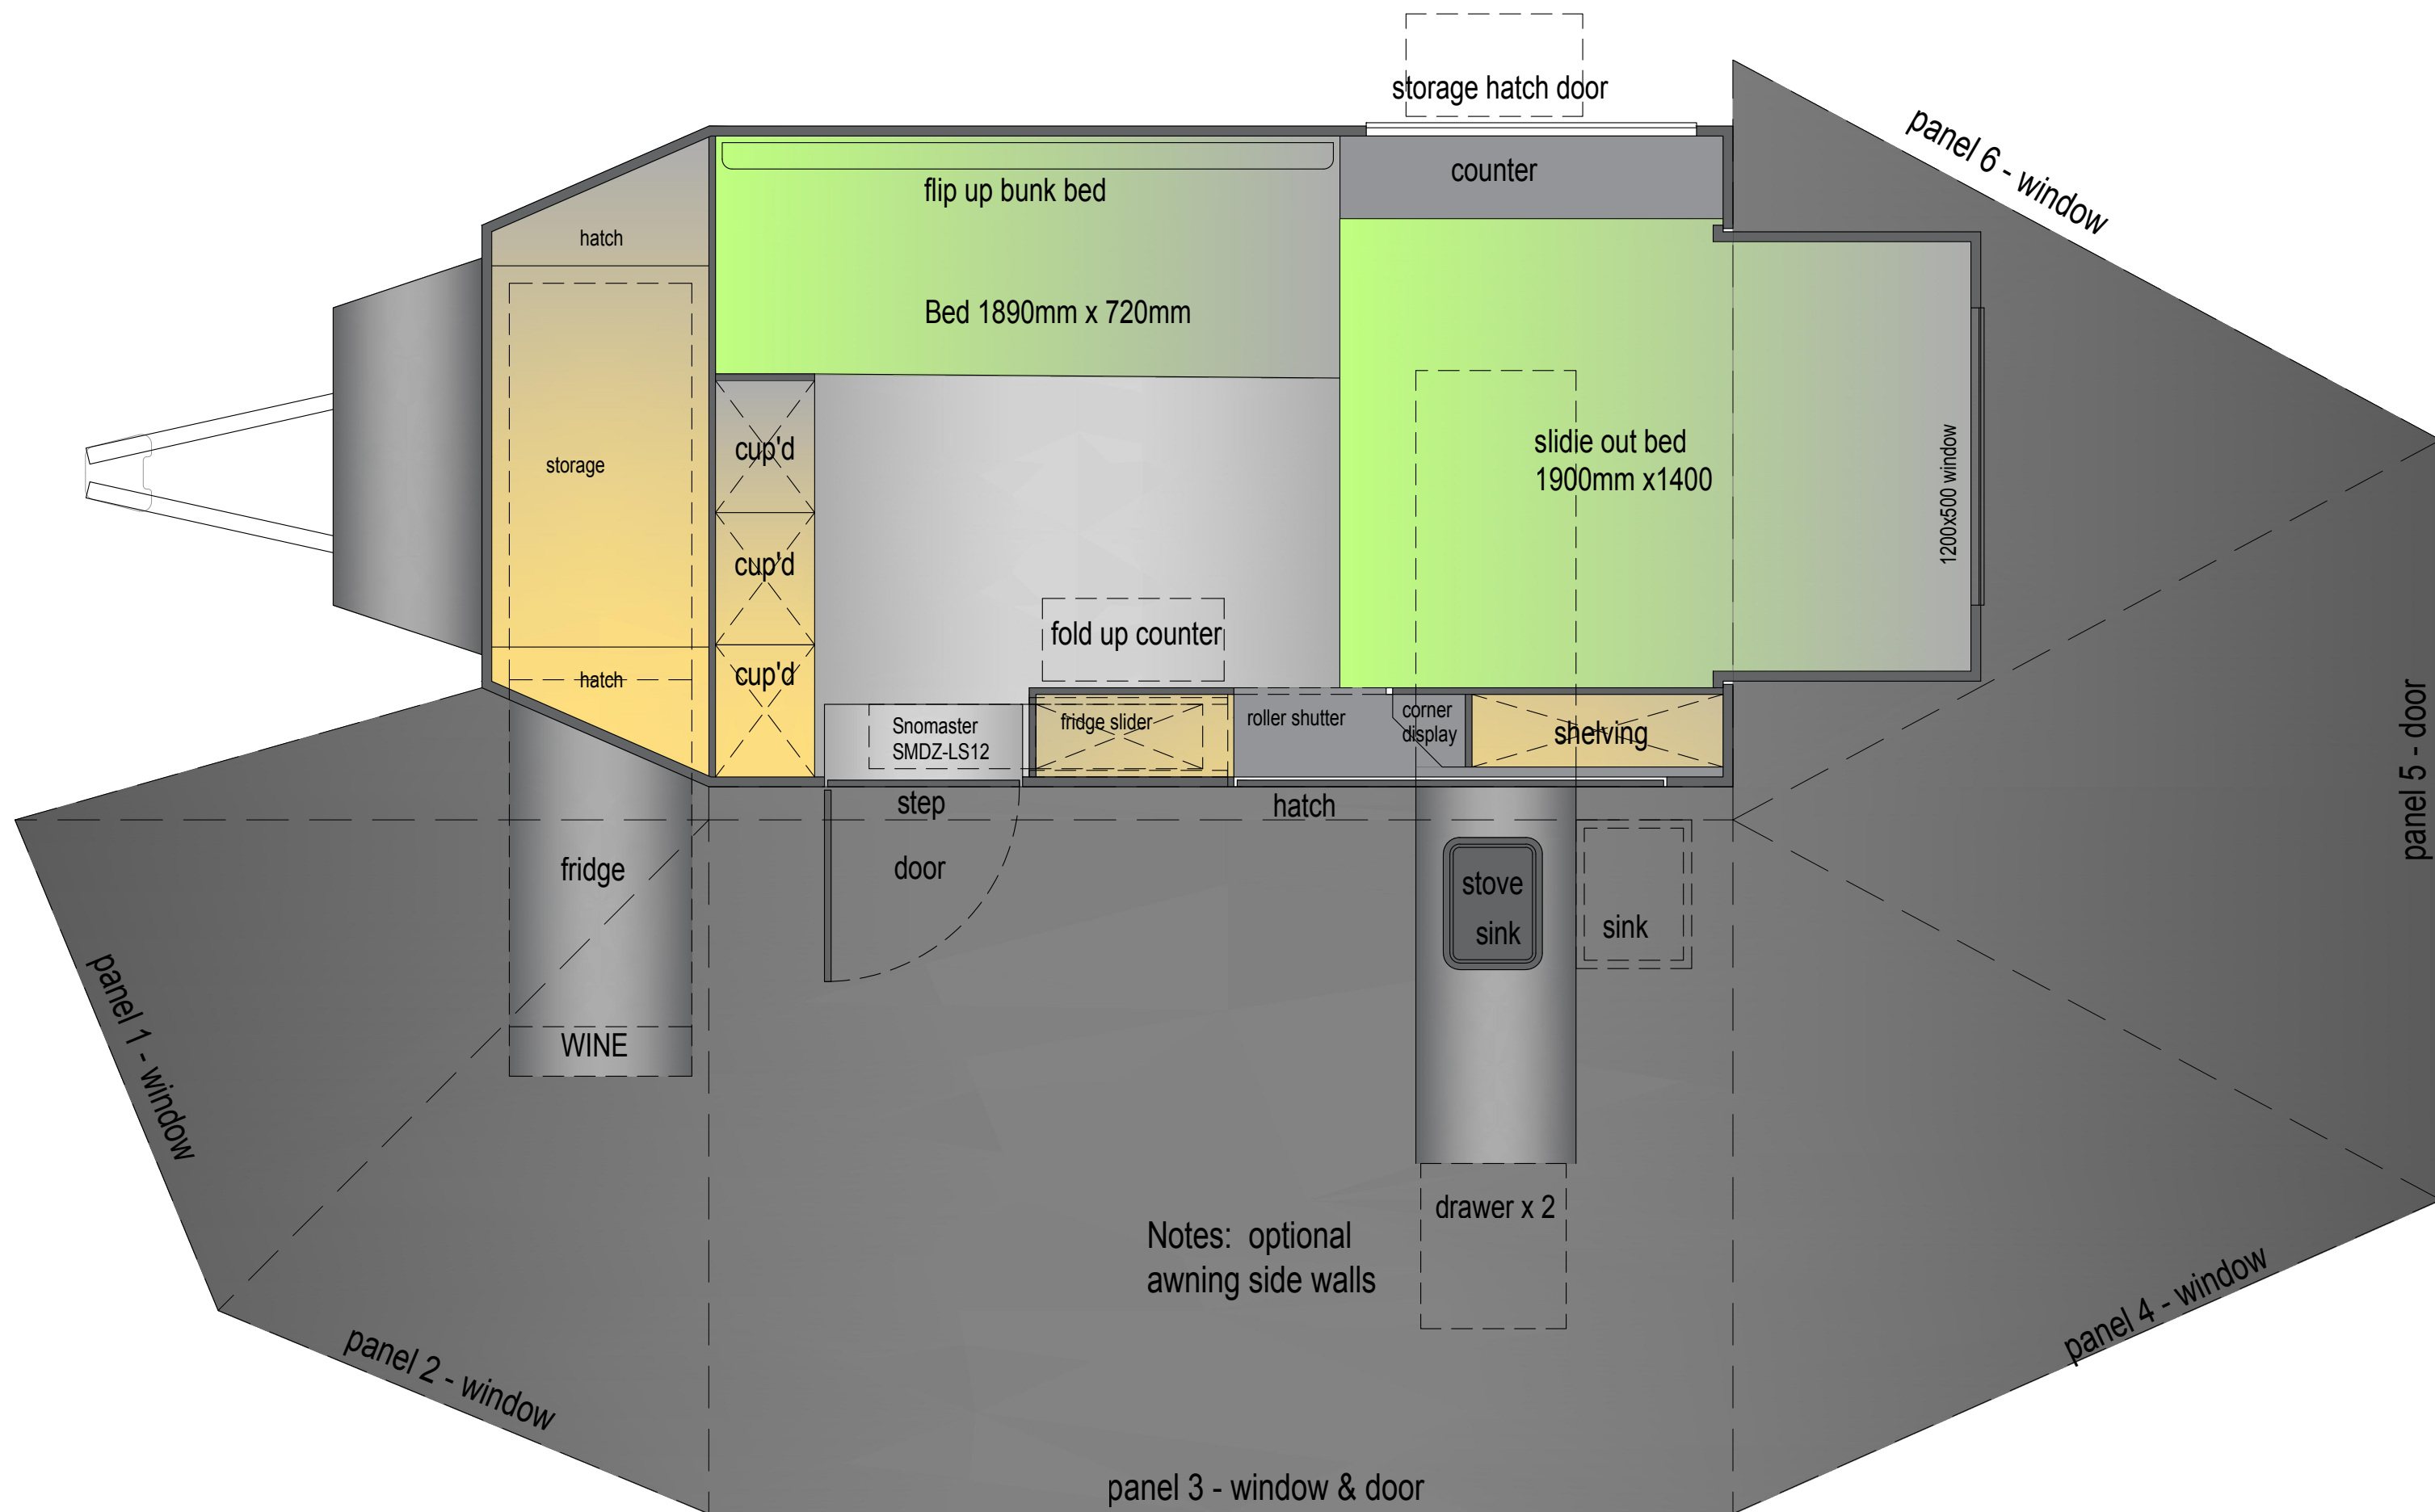 storage hatch door
panel 6 - window
counter
flip up bunk bed
hatch
Bed 1890mm x 720mm
cup'd
storage
slidie out bed
1900mm x1400
1200x500 window
cup'd
fold up counter
cup'd
hatch
Snomaster
SMDZ-LS12
fridge slider
roller shutter
corner
display
shelving
step
hatch
panel 5 - door
fridge
door
stove
sink
sink
WINE
panel 1 - window
drawer x 2
Notes:  optional
awning side walls
panel 4 - window
panel 2 - window
panel 3 - window & door